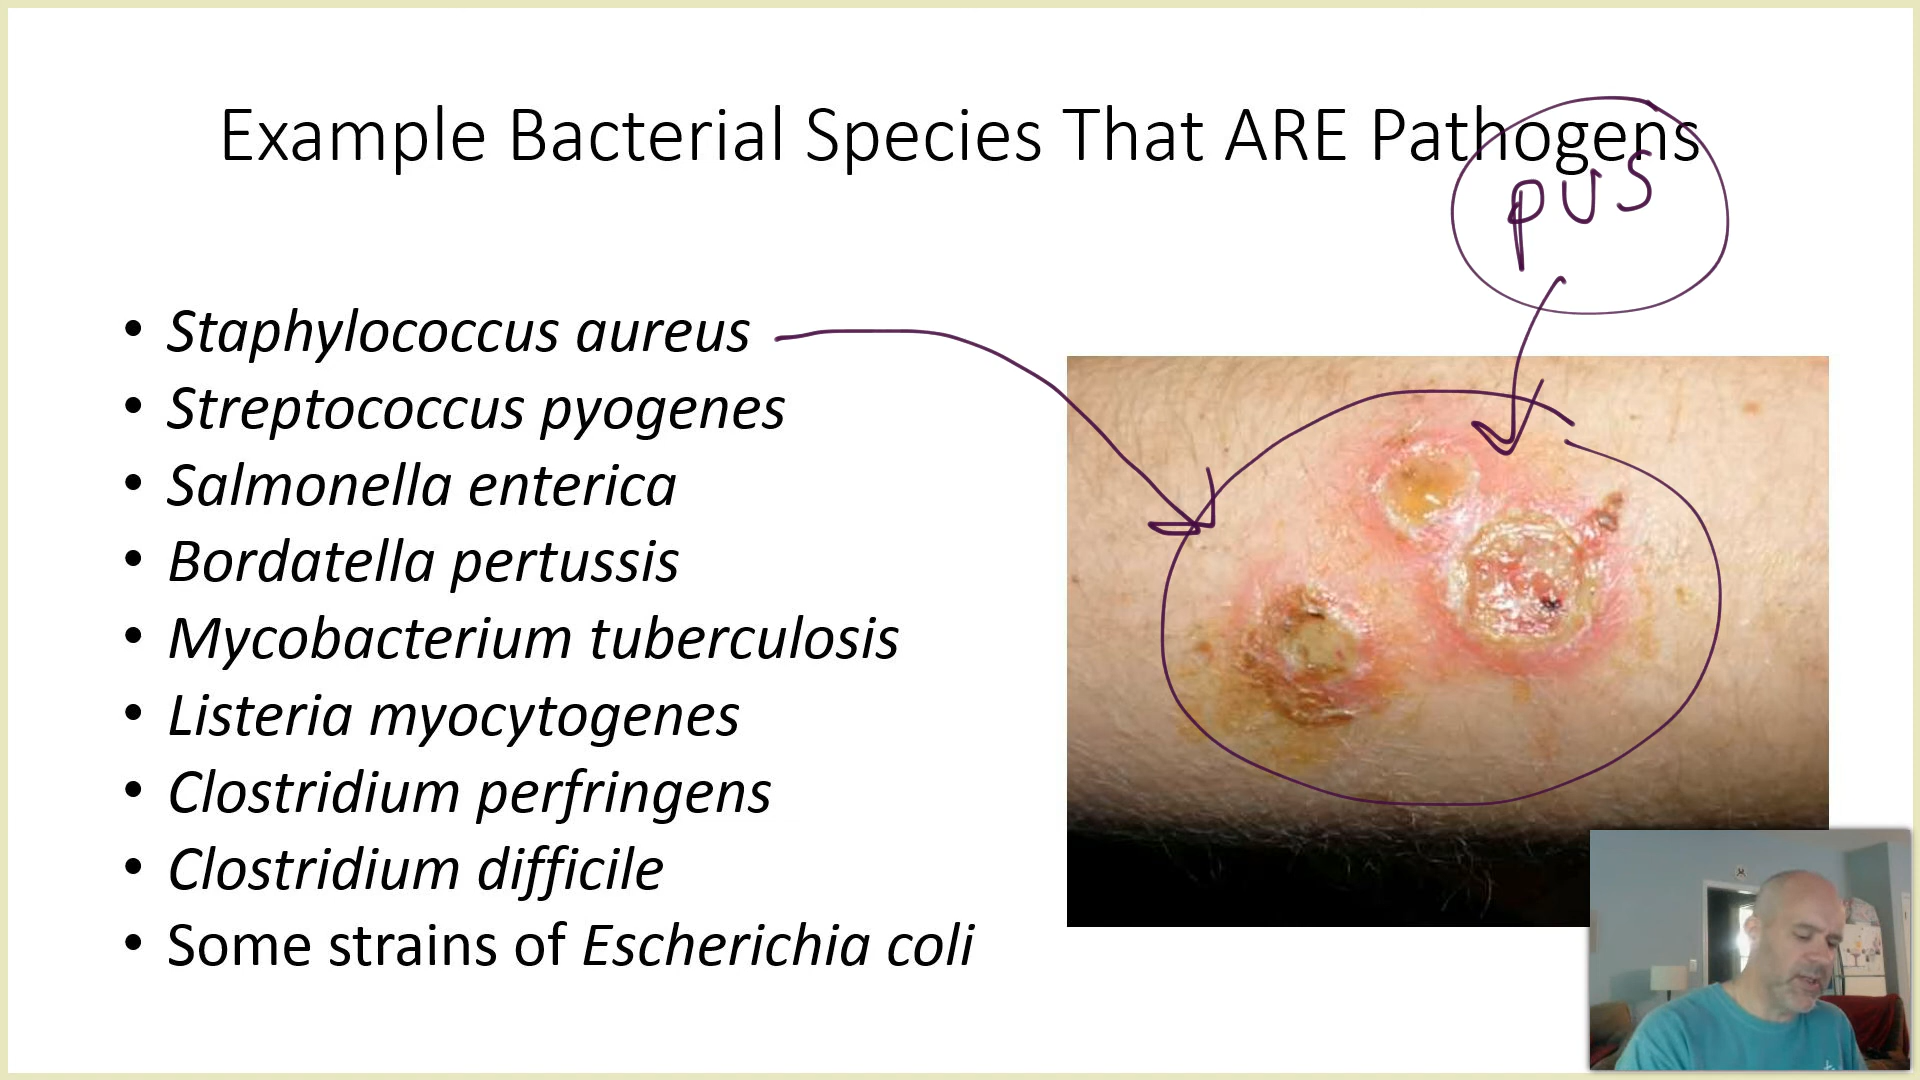 Example Bacterial Species That ARE Pathogens
pus
• Staphylococcus aureus
• Streptococcus pyogenes
• Salmonella enterica
• Bordatella pertussis
• Mycobacterium tuberculosis
• Listeria myocytogenes
• Clostridium perfringens
• Clostridium difficile
• Some strains of Escherichia coli